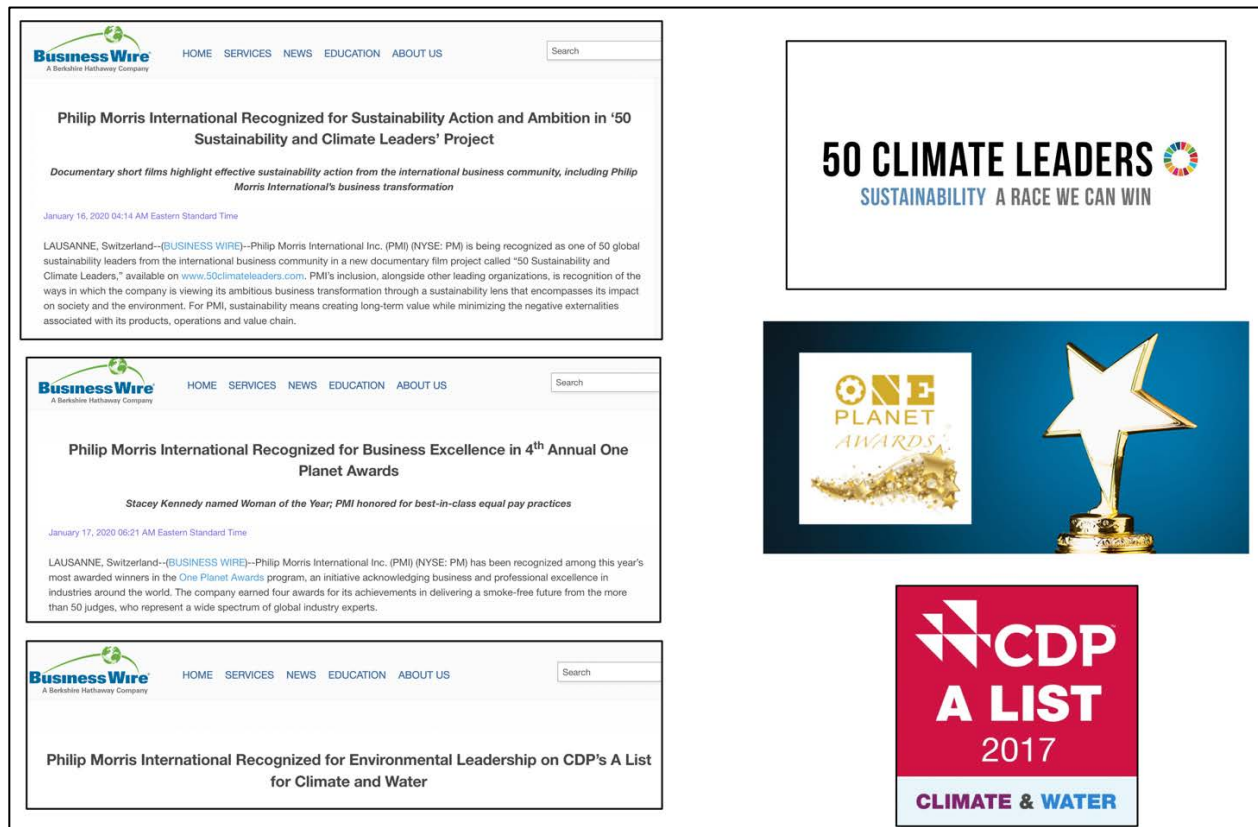 BusinessWire
A Berkshire Hathaway Company
HOME SERVICES NEWS EDUCATION ABOUT US
Search
Philip Morris International Recognized for Sustainability Action and Ambition in ‘50
Sustainability and Climate Leaders’ Project
Documentary short films highlight effective sustainability action from the international business community, including Philip
Morris International's business transformation
January 16, 2020 04:14 AM Eastern Standard Time
LAUSANNE, Switzerland--(BUSINESS WIRE)--Philip Morris International Inc. (PMI) (NYSE: PM) is being recognized as one of 50 global
sustainability leaders from the international business community in a new documentary film project called “50 Sustainability and
Climate Leaders,” available on www.50climateleaders.com. PMI’s inclusion, alongside other leading organizations, is recognition of the
ways in which the company is viewing its ambitious business transformation through a sustainability lens that encompasses its impact
on society and the environment. For PMI, sustainability means creating long-term value while minimizing the negative externalities
associated with its products, operations and value chain.
50 CLIMATE LEADERS
SUSTAINABILITY A RACE WE CAN WIN
BusinessWire
A Berkshire Hathaway Company
HOME SERVICES NEWS EDUCATION ABOUT US
Search
Philip Morris International Recognized for Business Excellence in 4th Annual One
Planet Awards
Stacey Kennedy named Woman of the Year; PMI honored for best-in-class equal pay practices
January 17, 2020 06:21 AM Eastern Standard Time
LAUSANNE, Switzerland--(BUSINESS WIRE)--Philip Morris International Inc. (PMI) (NYSE: PM) has been recognized among this year’s
most awarded winners in the One Planet Awards program, an initiative acknowledging business and professional excellence in
industries around the world. The company earned four awards for its achievements in delivering a smoke-free future from the more
than 50 judges, who represent a wide spectrum of global industry experts.
ONE
PLANET
AWARDS
BusinessWire
A Berkshire Hathaway Company
HOME SERVICES NEWS EDUCATION ABOUT US
Search
Philip Morris International Recognized for Environmental Leadership on CDP’s A List
for Climate and Water
CDP
A LIST
2017
CLIMATE & WATER